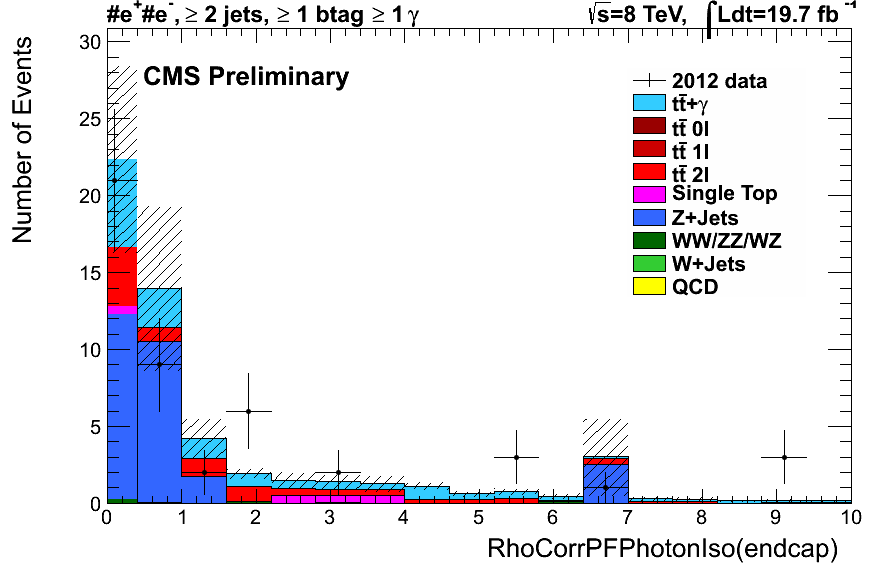 #e⁺#e⁻, ≥ 2 jets, ≥ 1 btag ≥ 1 γ
√s=8 TeV, ∫Ldt=19.7 fb⁻¹
CMS Preliminary
Number of Events
30
25
20
15
10
5
0
2012 data
tt̄+γ
tt̄ 0l
tt̄ 1l
tt̄ 2l
Single Top
Z+Jets
WW/ZZ/WZ
W+Jets
QCD
0 1 2 3 4 5 6 7 8 9 10
RhoCorrPFPhotonIso(endcap)